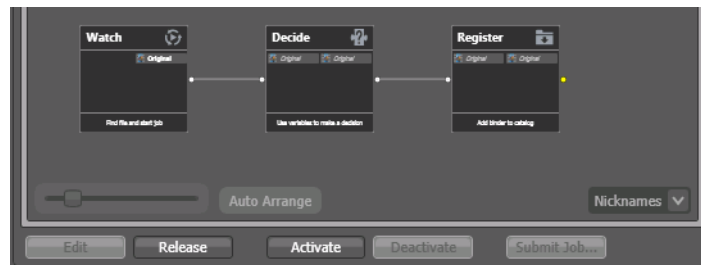 Watch Decide Register
Original Original Original Original Original
Find file and start job Use variables to make a decision Add binder to catalog
Auto Arrange Nicknames
Edit Release Activate Deactivate Submit Job...